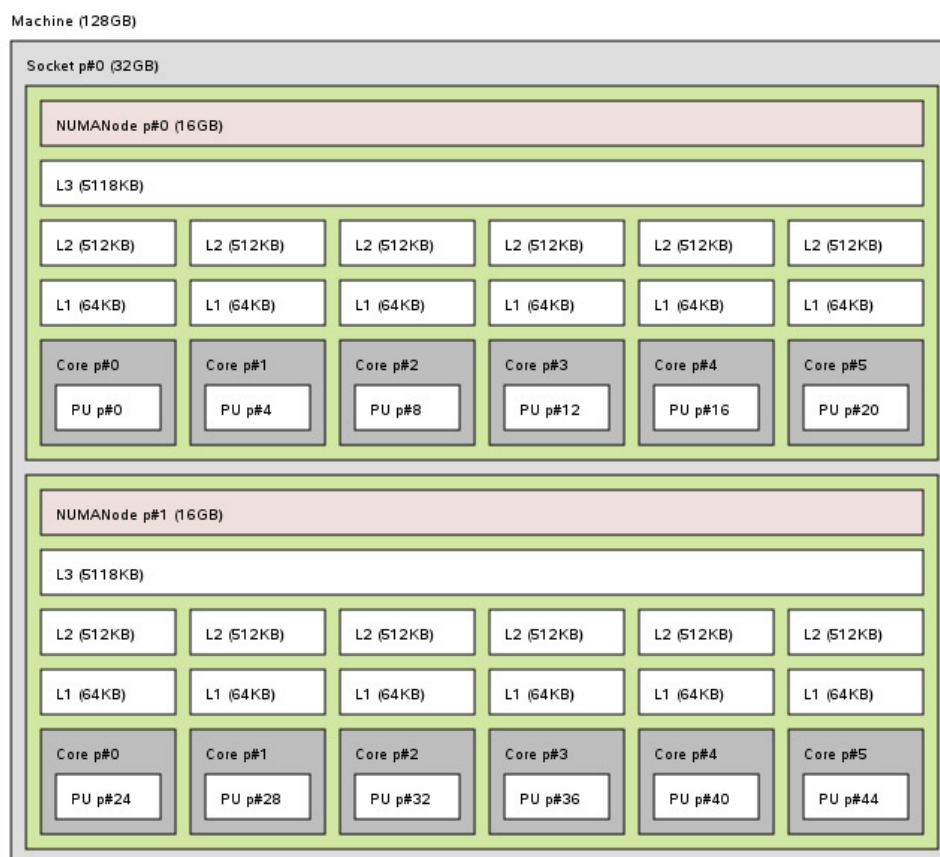 Machine (128GB)
Socket p#0 (32GB)
NUMANode p#0 (16GB)
L3 (5118KB)
L2 (512KB) L2 (512KB) L2 (512KB) L2 (512KB) L2 (512KB) L2 (512KB)
L1 (64KB) L1 (64KB) L1 (64KB) L1 (64KB) L1 (64KB) L1 (64KB)
Core p#0 Core p#1 Core p#2 Core p#3 Core p#4 Core p#5
PU p#0 PU p#4 PU p#8 PU p#12 PU p#16 PU p#20
NUMANode p#1 (16GB)
L3 (5118KB)
L2 (512KB) L2 (512KB) L2 (512KB) L2 (512KB) L2 (512KB) L2 (512KB)
L1 (64KB) L1 (64KB) L1 (64KB) L1 (64KB) L1 (64KB) L1 (64KB)
Core p#0 Core p#1 Core p#2 Core p#3 Core p#4 Core p#5
PU p#24 PU p#28 PU p#32 PU p#36 PU p#40 PU p#44